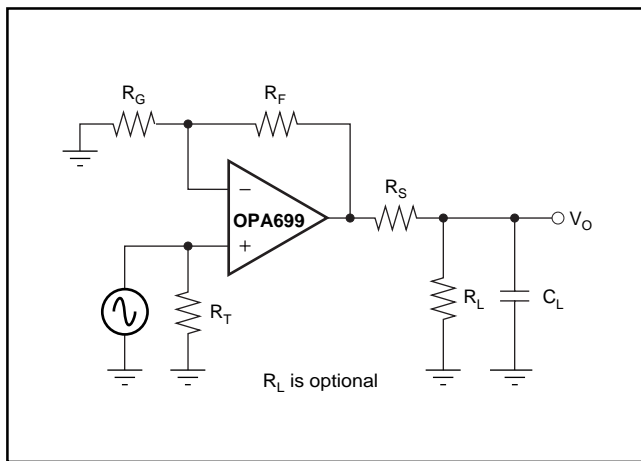 R_G
R_F
OPA699
−
+
R_S
V_O
R_T
R_L
C_L
R_L is optional